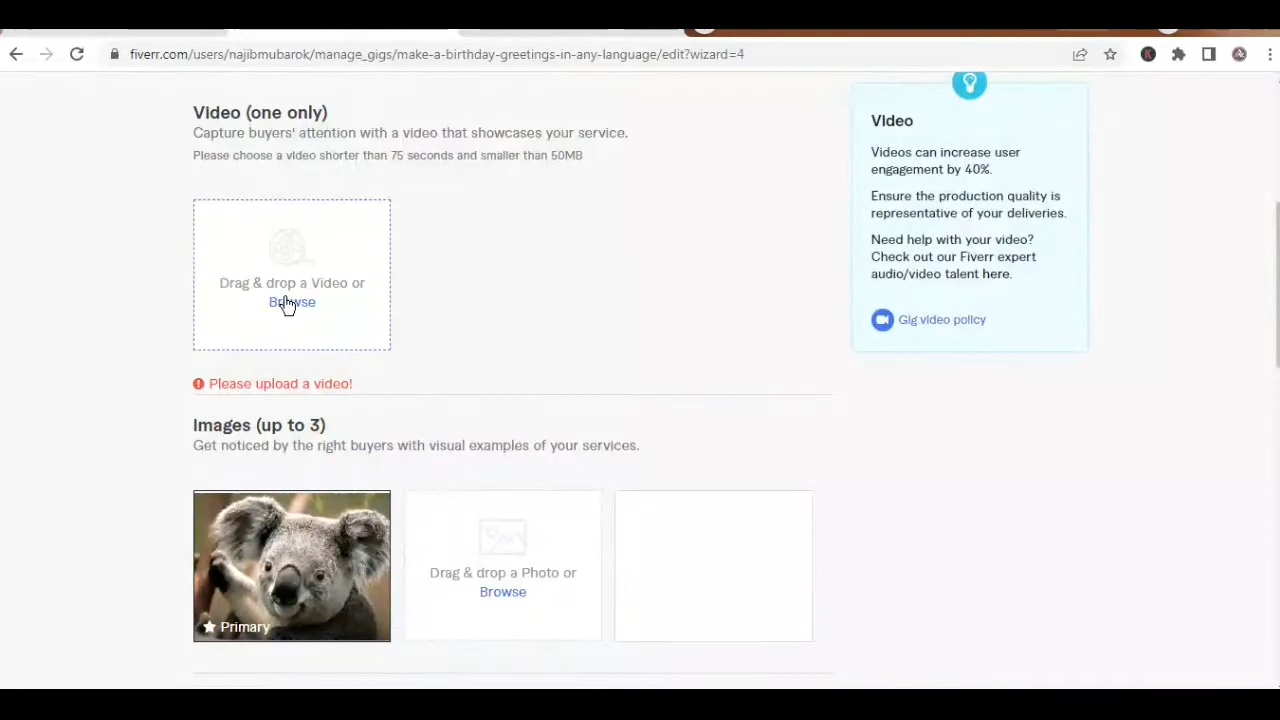 fiverr.com/users/najibmubarok/manage_gigs/make-a-birthday-greetings-in-any-language/edit?wizard=4
Video (one only)
Capture buyers' attention with a video that showcases your service.
Please choose a video shorter than 75 seconds and smaller than 50MB
Drag & drop a Video or
Browse
Please upload a video!
Images (up to 3)
Get noticed by the right buyers with visual examples of your services.
Primary
Drag & drop a Photo or
Browse
Video
Videos can increase user
engagement by 40%.
Ensure the production quality is
representative of your deliveries.
Need help with your video?
Check out our Fiverr expert
audio/video talent here.
Gig video policy